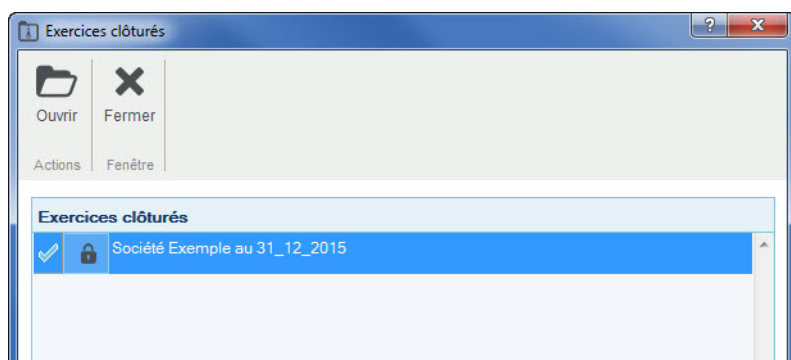 Exercices clôturés
?
X
Ouvrir Fermer
Actions Fenêtre
Exercices clôturés
Société Exemple au 31_12_2015